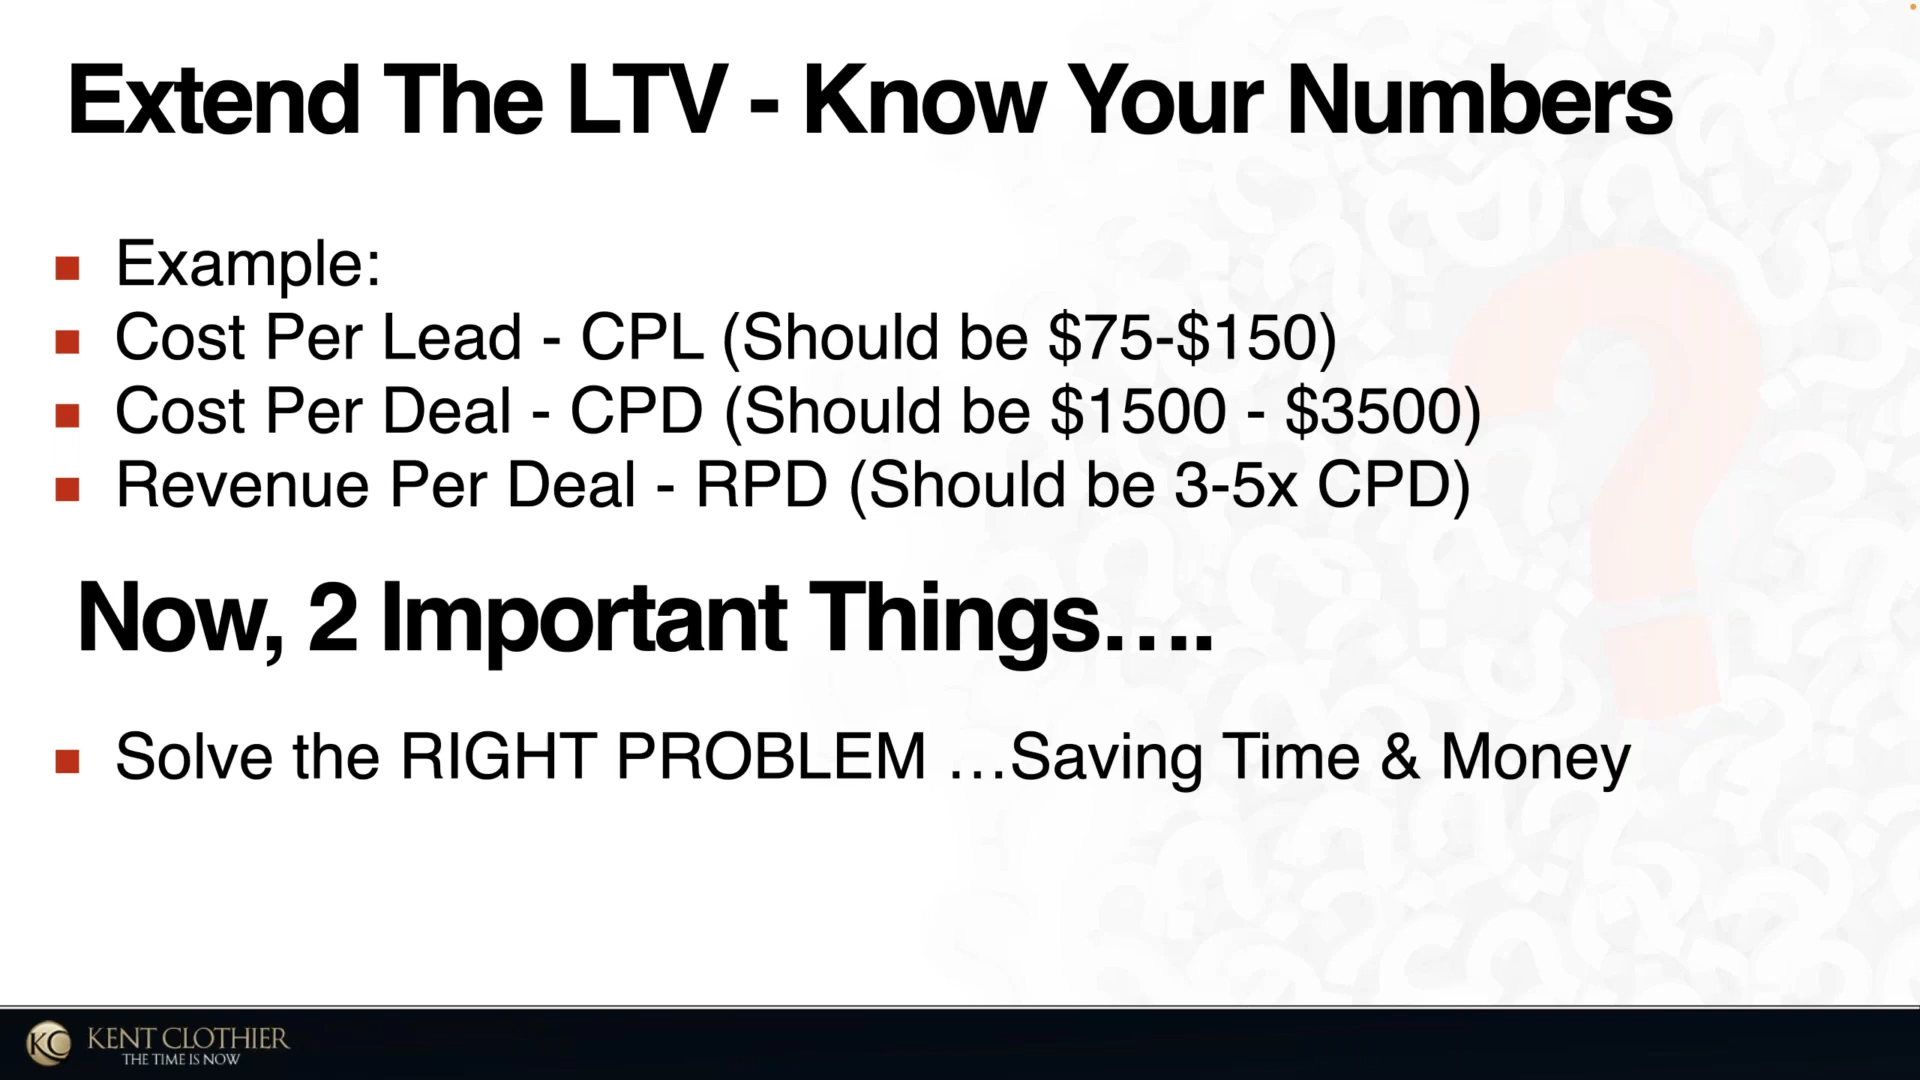 Extend The LTV - Know Your Numbers
Example:
Cost Per Lead - CPL (Should be $75-$150)
Cost Per Deal - CPD (Should be $1500 - $3500)
Revenue Per Deal - RPD (Should be 3-5x CPD)
Now, 2 Important Things….
Solve the RIGHT PROBLEM …Saving Time & Money
KC KENT CLOTHIER
THE TIME IS NOW